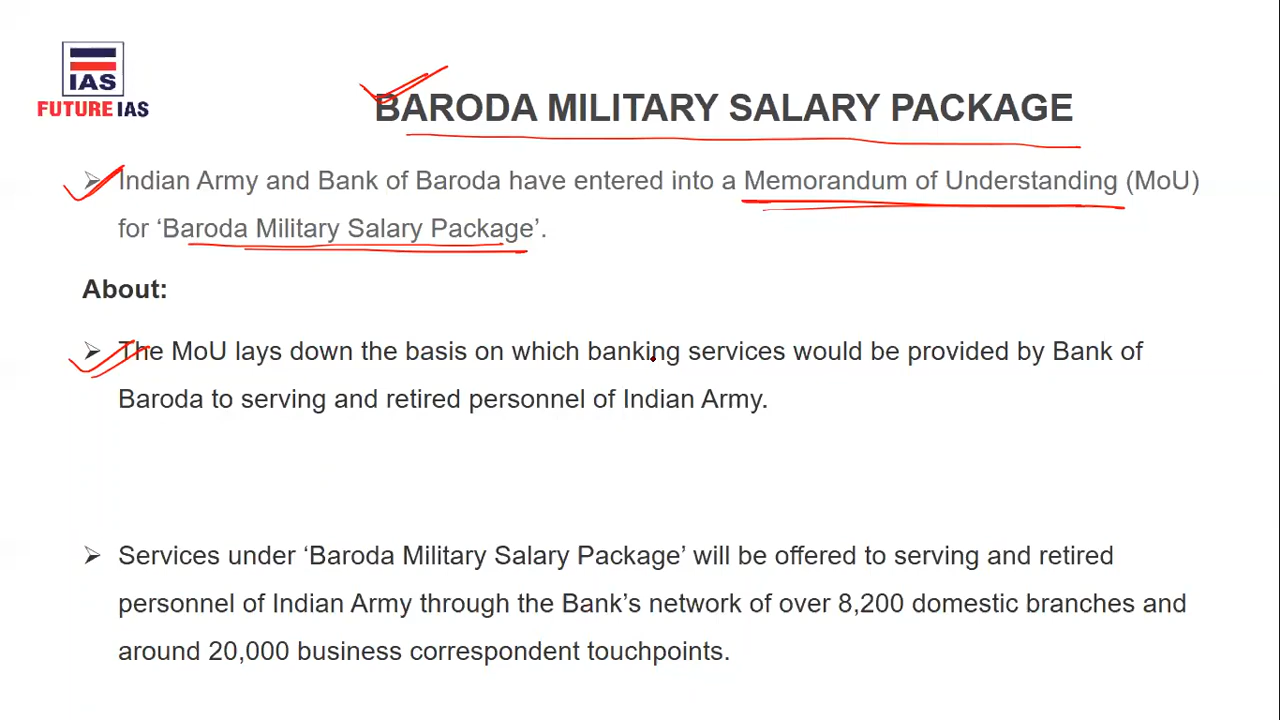 IAS
FUTURE IAS
BARODA MILITARY SALARY PACKAGE
➢ Indian Army and Bank of Baroda have entered into a Memorandum of Understanding (MoU)
for ‘Baroda Military Salary Package’.
About:
➢ The MoU lays down the basis on which banking services would be provided by Bank of
Baroda to serving and retired personnel of Indian Army.
➢ Services under ‘Baroda Military Salary Package’ will be offered to serving and retired
personnel of Indian Army through the Bank’s network of over 8,200 domestic branches and
around 20,000 business correspondent touchpoints.